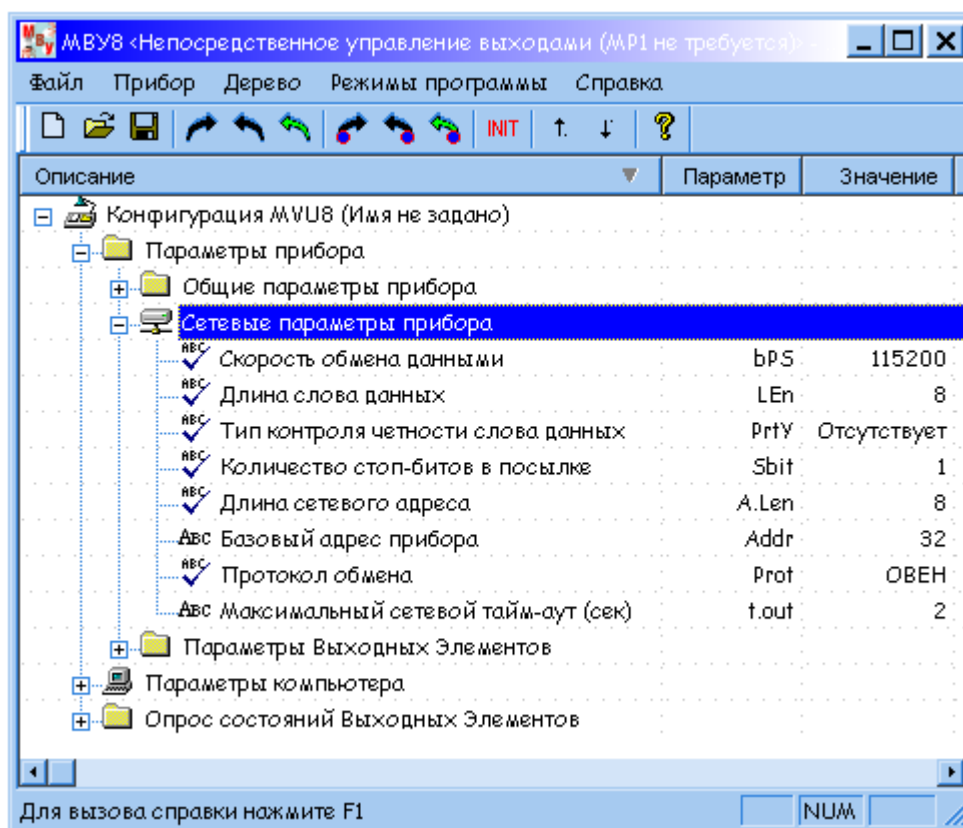 МВУ8 <Непосредственное управление выходами (МР1 не требуется)> -
Файл Прибор Дерево Режимы программы Справка
INIT 1. ?
Описание Параметр Значение
Конфигурация MVU8 (Имя не задано)
Параметры прибора
Общие параметры прибора
Сетевые параметры прибора
Скорость обмена данными bPS 115200
Длина слова данных LEn 8
Тип контроля четности слова данных PrtY Отсутствует
Количество стоп-битов в посылке Sbit 1
Длина сетевого адреса A.Len 8
Базовый адрес прибора Addr 32
Протокол обмена Prot ОВЕН
Максимальный сетевой тайм-аут (сек) t.out 2
Параметры Выходных Элементов
Параметры компьютера
Опрос состояний Выходных Элементов
Для вызова справки нажмите F1 NUM